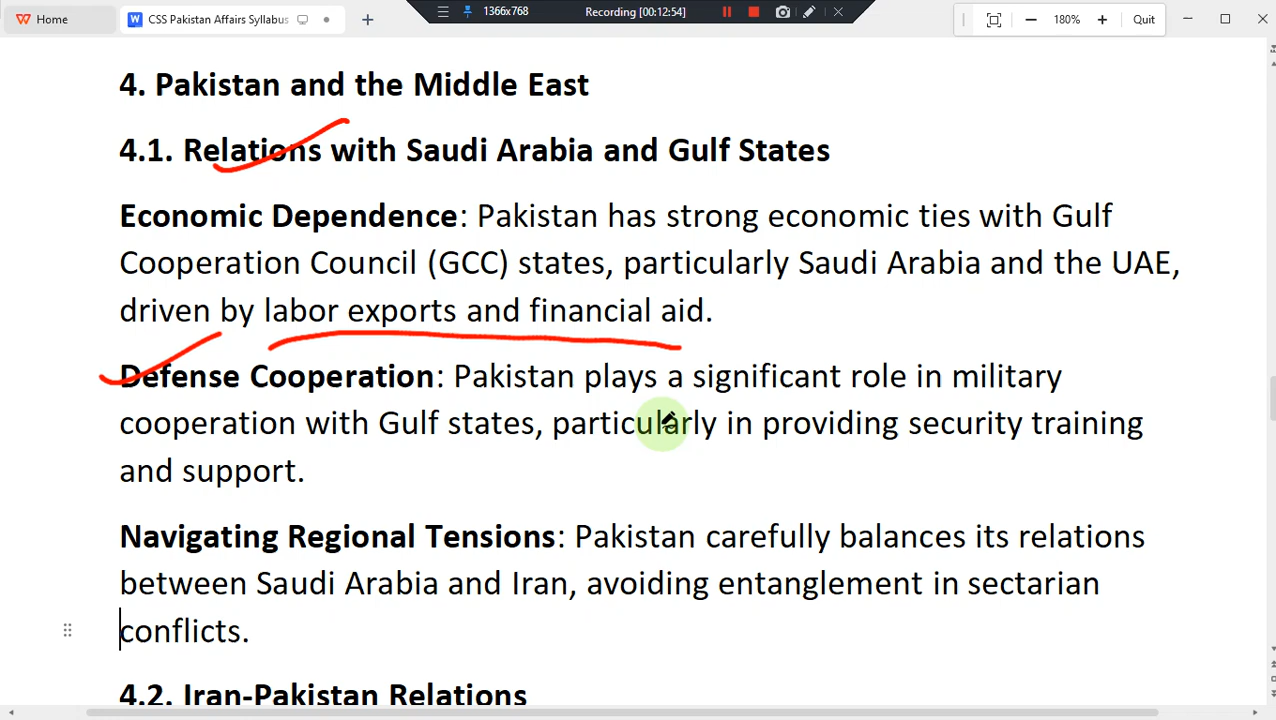 Home
CSS Pakistan Affairs Syllabus
1366x768
Recording [00:12:54]
180%
Quit
4. Pakistan and the Middle East
4.1. Relations with Saudi Arabia and Gulf States
Economic Dependence: Pakistan has strong economic ties with Gulf
Cooperation Council (GCC) states, particularly Saudi Arabia and the UAE,
driven by labor exports and financial aid.
Defense Cooperation: Pakistan plays a significant role in military
cooperation with Gulf states, particularly in providing security training
and support.
Navigating Regional Tensions: Pakistan carefully balances its relations
between Saudi Arabia and Iran, avoiding entanglement in sectarian
conflicts.
4.2. Iran-Pakistan Relations